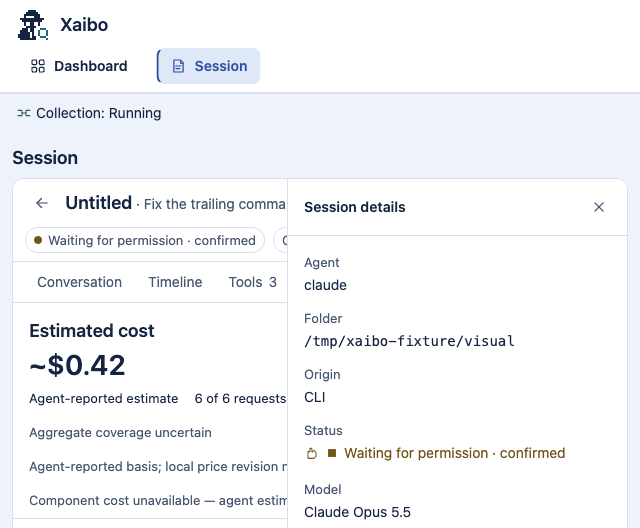 Xaibo
Dashboard
Session
Collection: Running
Session
Untitled · Fix the trailing comma
Waiting for permission · confirmed
Conversation
Timeline
Tools 3
Estimated cost
~$0.42
Agent-reported estimate
6 of 6 requests
Aggregate coverage uncertain
Agent-reported basis; local price revision
Component cost unavailable — agent
Session details
Agent
claude
Folder
/tmp/xaibo-fixture/visual
Origin
CLI
Status
Waiting for permission · confirmed
Model
Claude Opus 5.5